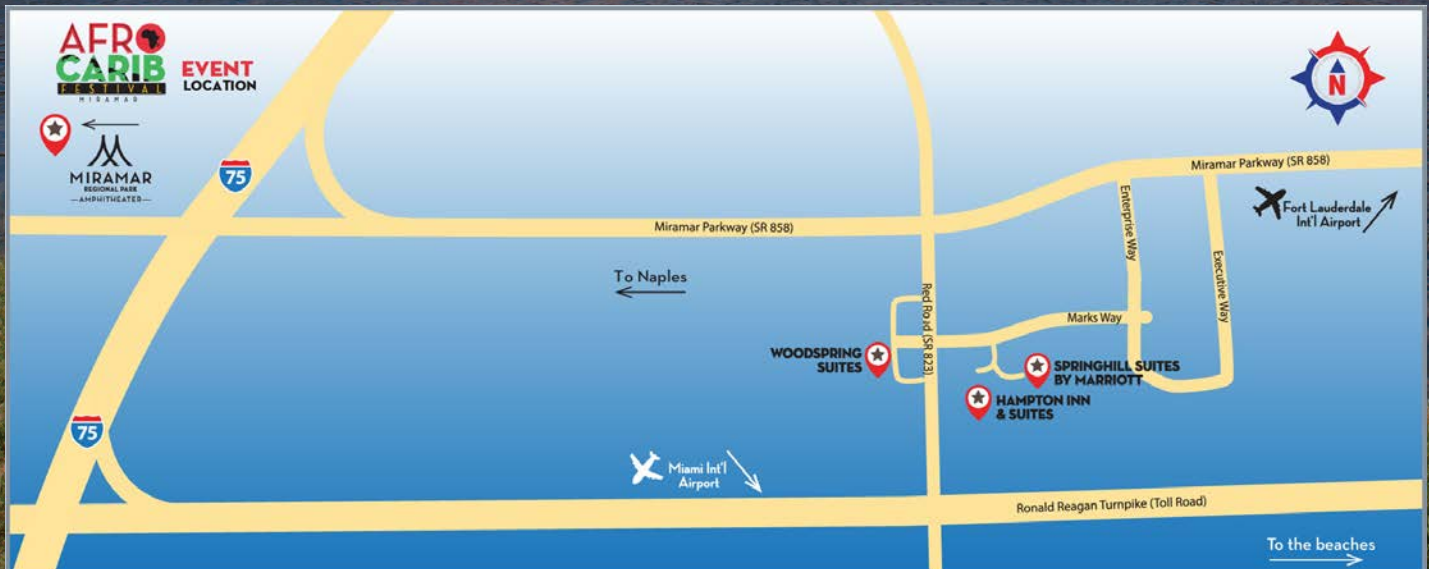 AFRO
CARIB
FESTIVAL
MIRAMAR
EVENT
LOCATION
MIRAMAR
REGIONAL PARK
—AMPHITHEATER—
75
N
Miramar Parkway (SR 858)
Fort Lauderdale
Int'l Airport
Enterprise Way
Executive Way
Miramar Parkway (SR 858)
To Naples
Red Road (SR 823)
Marks Way
WOODSPRING
SUITES
SPRINGHILL SUITES
BY MARRIOTT
HAMPTON INN
& SUITES
75
Miami Int'l
Airport
Ronald Reagan Turnpike (Toll Road)
To the beaches